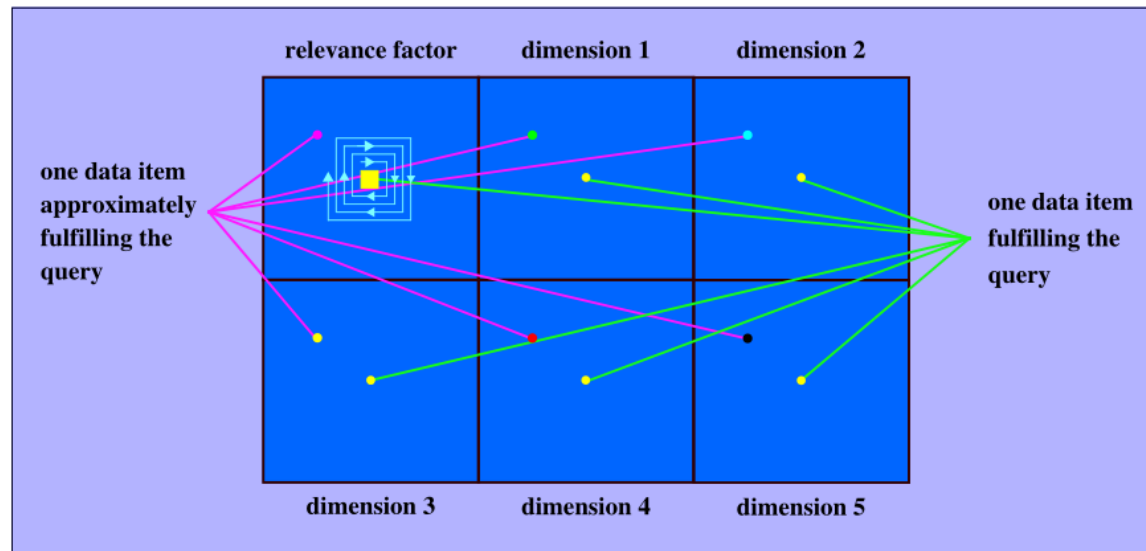 relevance factor
dimension 1
dimension 2
one data item
approximately
fulfilling the
query
one data item
fulfilling the
query
dimension 3
dimension 4
dimension 5